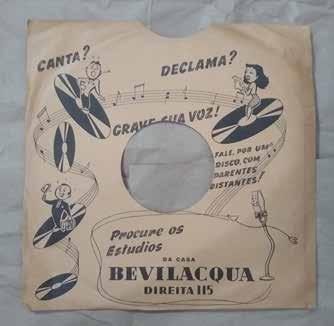 CANTA?
DECLAMA?
GRAVE SUA VOZ!
FALE, POR UM
DISCO, COM
PARENTES
DISTANTES!
Procure os
Estudios
DA CASA
BEVILACQUA
DIREITA 115